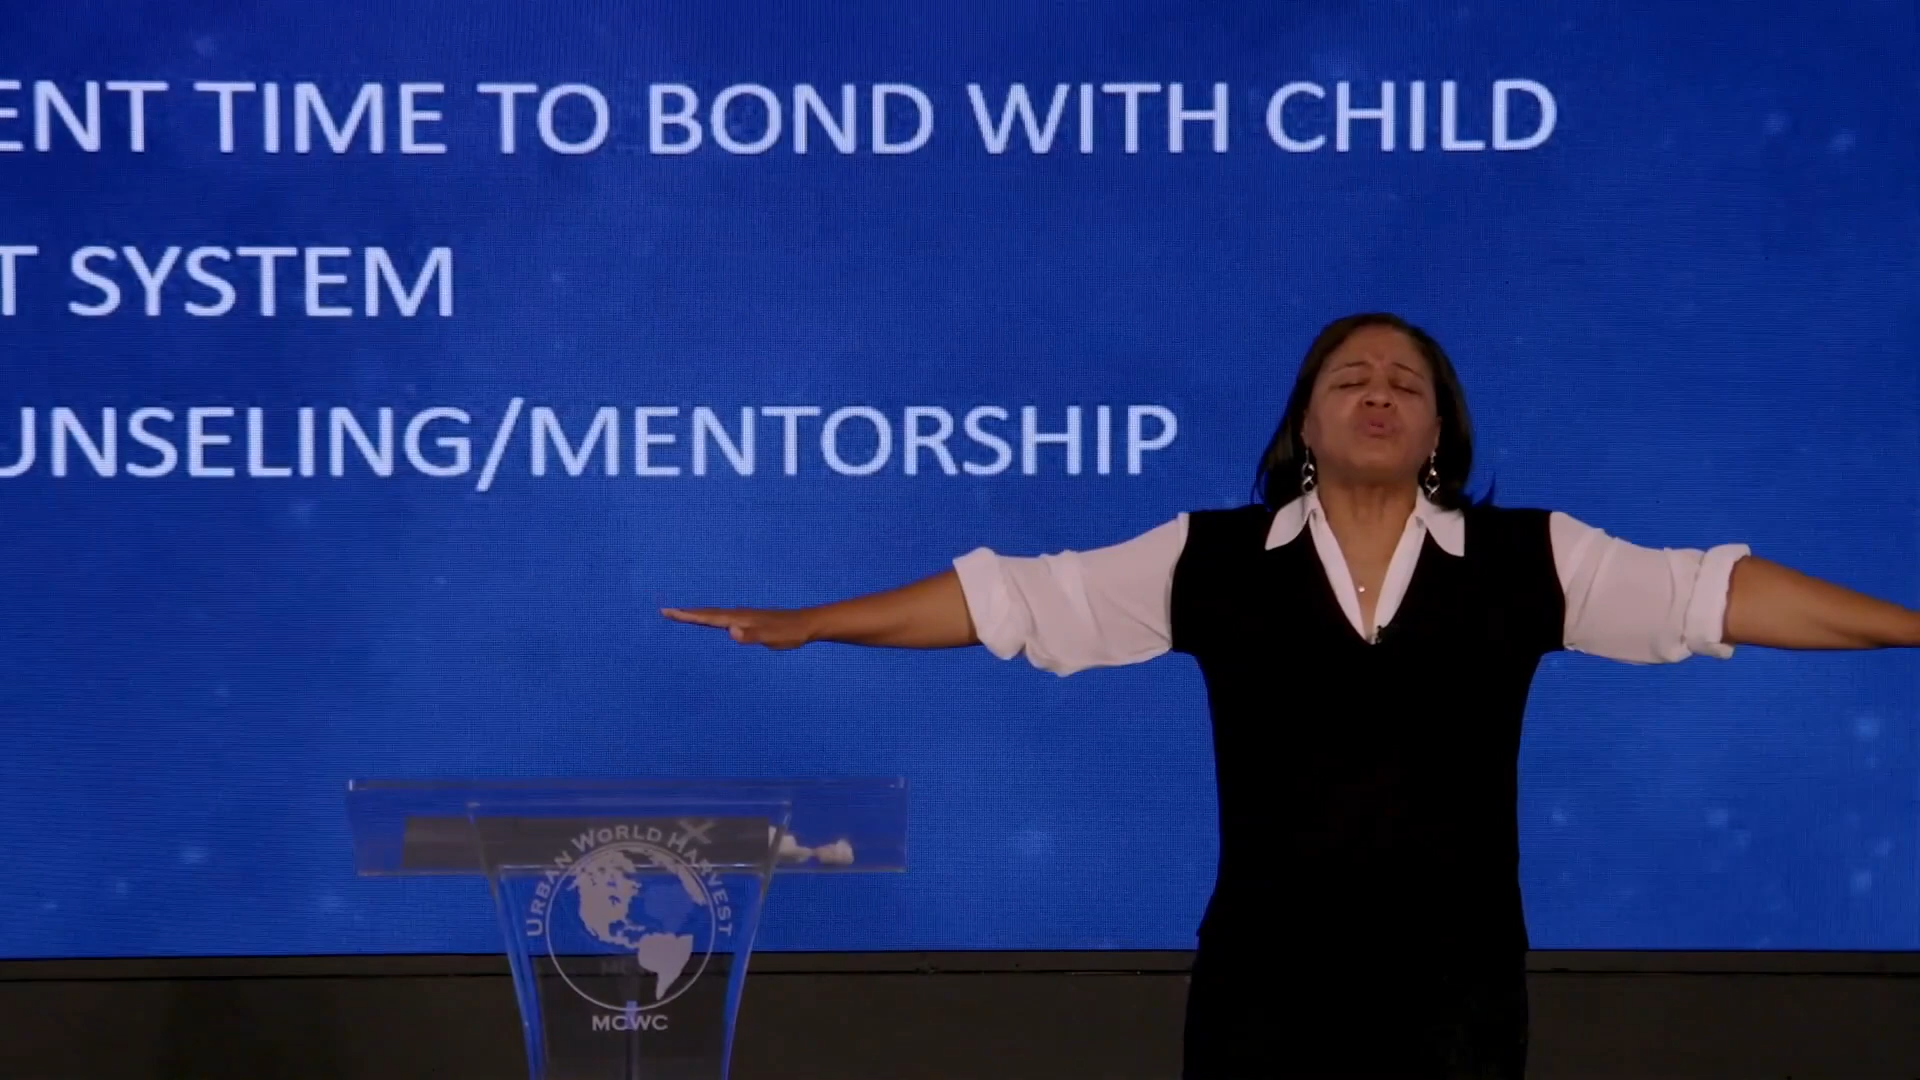 ENT TIME TO BOND WITH CHILD
T SYSTEM
UNSELING/MENTORSHIP
URBAN WORLD HARVEST
MCWC